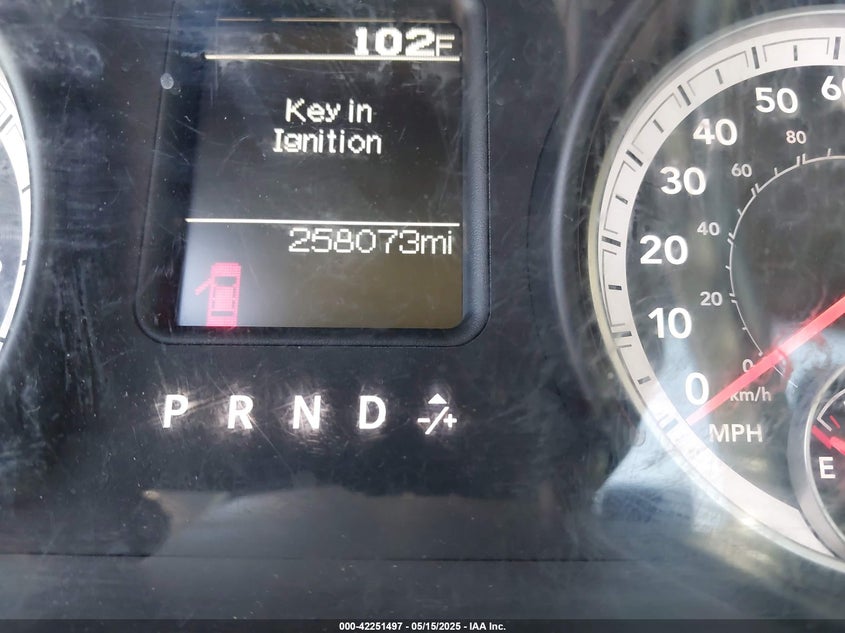 102F
Key in
Ignition
258073mi
P R N D -/+
0 10 20 30 40 50 60
0 20 40 60 80
km/h
MPH
E
000-42251497 - 05/15/2025 - IAA Inc.